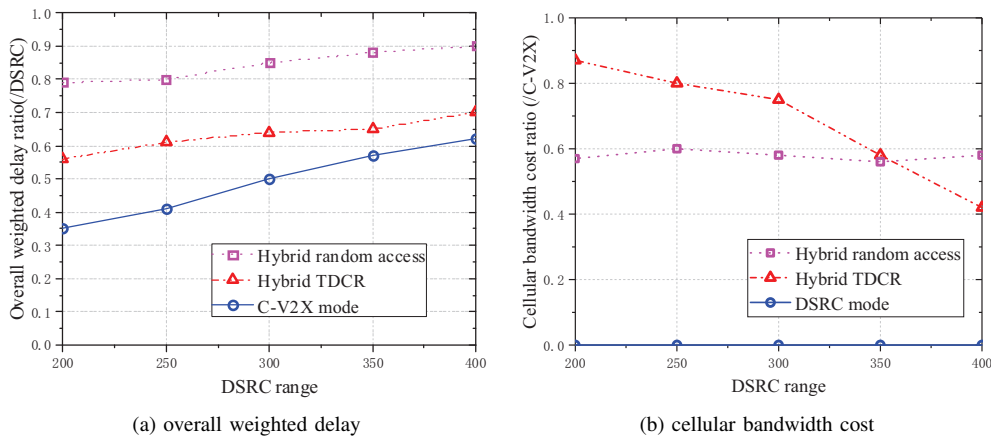 Overall weighted delay ratio(/DSRC)
1.0
0.9
0.8
0.7
0.6
0.5
0.4
0.3
0.2
0.1
0.0
200
250
300
350
400
DSRC range
Hybrid random access
Hybrid TDCR
C-V2X mode
(a) overall weighted delay
Cellular bandwidth cost ratio (/C-V2X)
1.0
0.8
0.6
0.4
0.2
0.0
200
250
300
350
400
DSRC range
Hybrid random access
Hybrid TDCR
DSRC mode
(b) cellular bandwidth cost